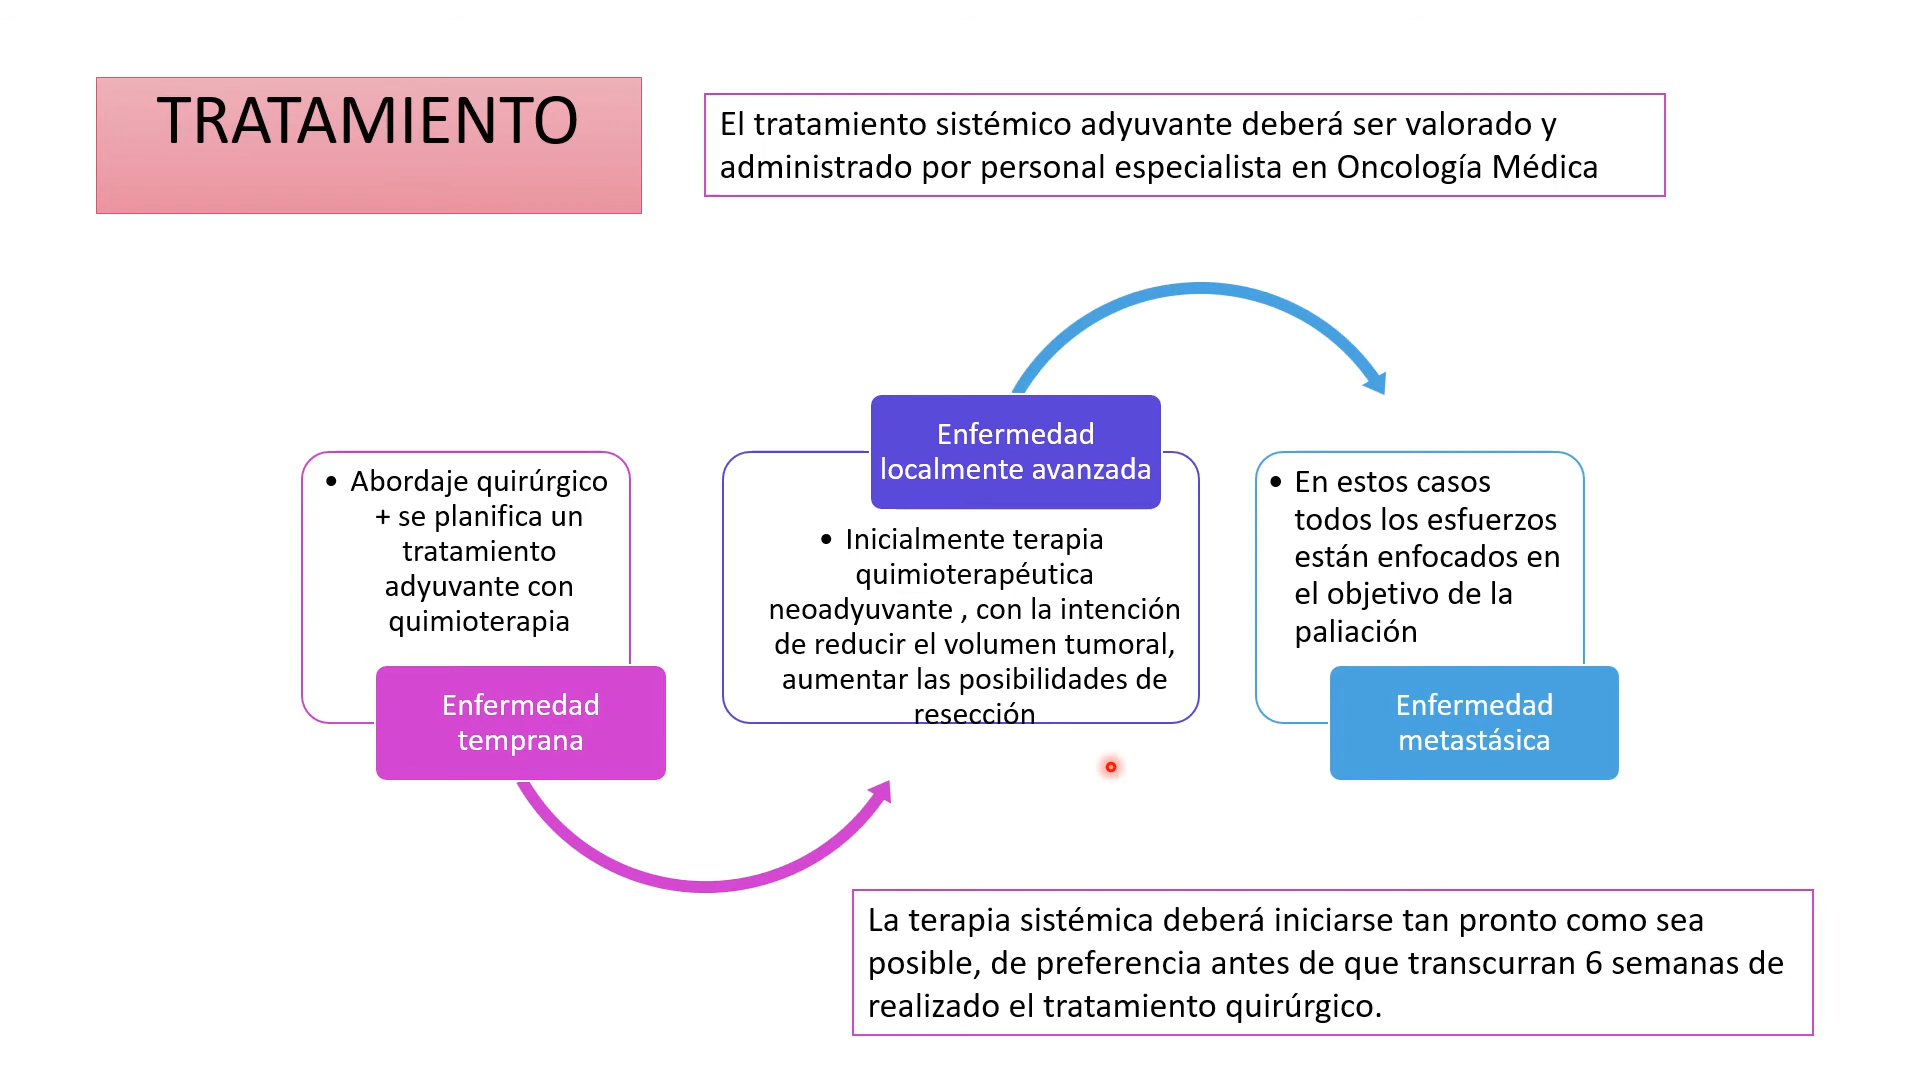 TRATAMIENTO
El tratamiento sistémico adyuvante deberá ser valorado y
administrado por personal especialista en Oncología Médica
• Abordaje quirúrgico
+ se planifica un
tratamiento
adyuvante con
quimioterapia
Enfermedad
temprana
Enfermedad
localmente avanzada
• Inicialmente terapia
quimioterapéutica
neoadyuvante , con la intención
de reducir el volumen tumoral,
aumentar las posibilidades de
resección
• En estos casos
todos los esfuerzos
están enfocados en
el objetivo de la
paliación
Enfermedad
metastásica
La terapia sistémica deberá iniciarse tan pronto como sea
posible, de preferencia antes de que transcurran 6 semanas de
realizado el tratamiento quirúrgico.